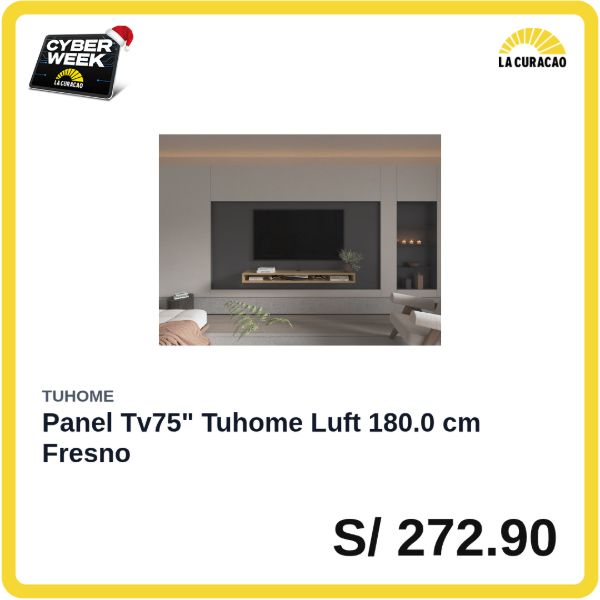 CYBER
WEEK
LA CURACAO
LA CURACAO
TUHOME
Panel Tv75" Tuhome Luft 180.0 cm
Fresno
S/ 272.90